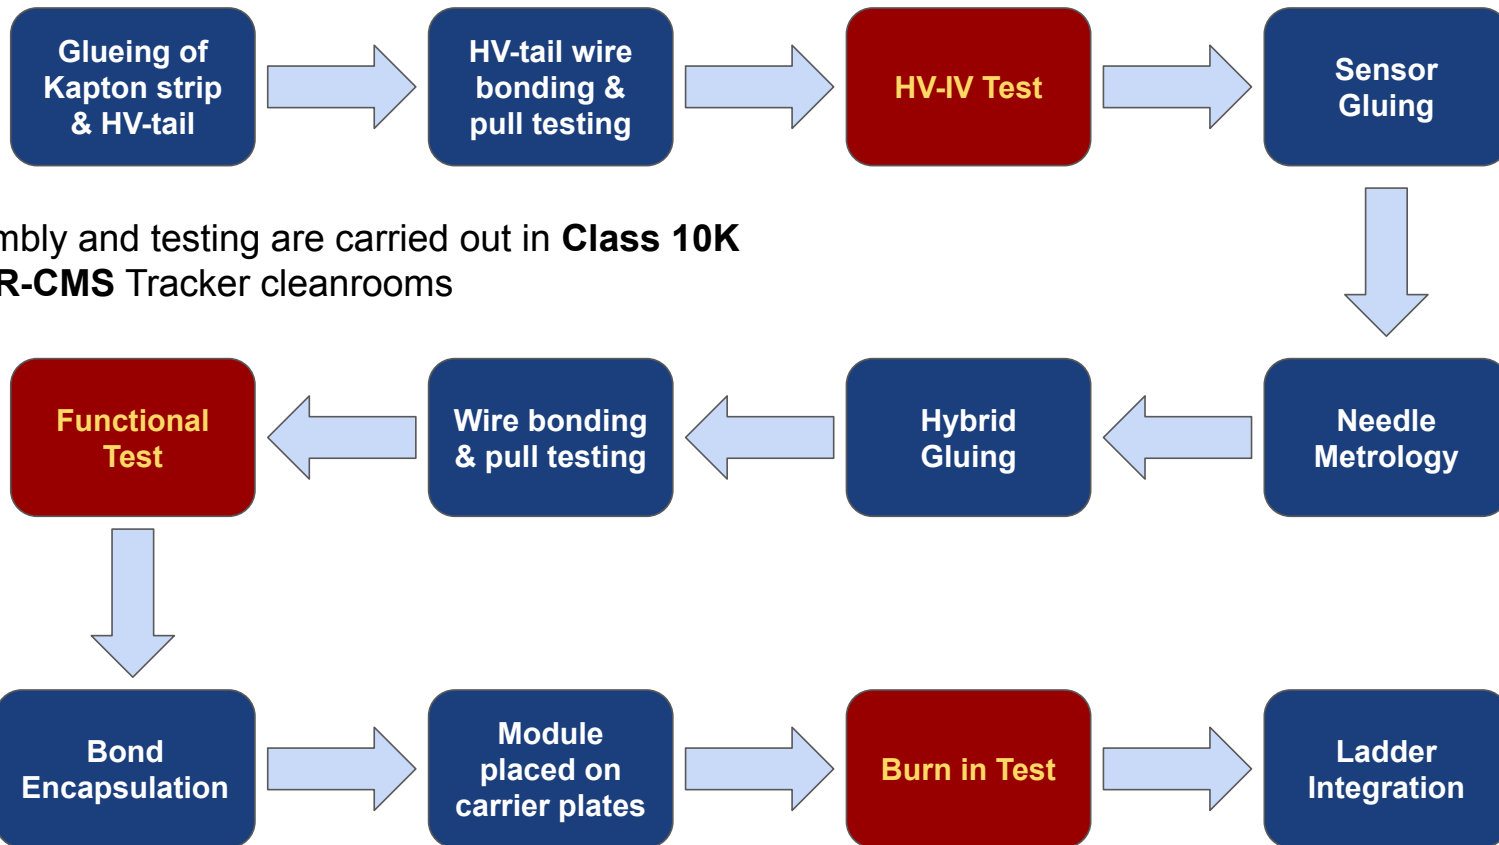 Glueing of
Kapton strip
& HV-tail
HV-tail wire
bonding &
pull testing
HV-IV Test
Sensor
Gluing
mbly and testing are carried out in Class 10K
R-CMS Tracker cleanrooms
Functional
Test
Wire bonding
& pull testing
Hybrid
Gluing
Needle
Metrology
Bond
Encapsulation
Module
placed on
carrier plates
Burn in Test
Ladder
Integration